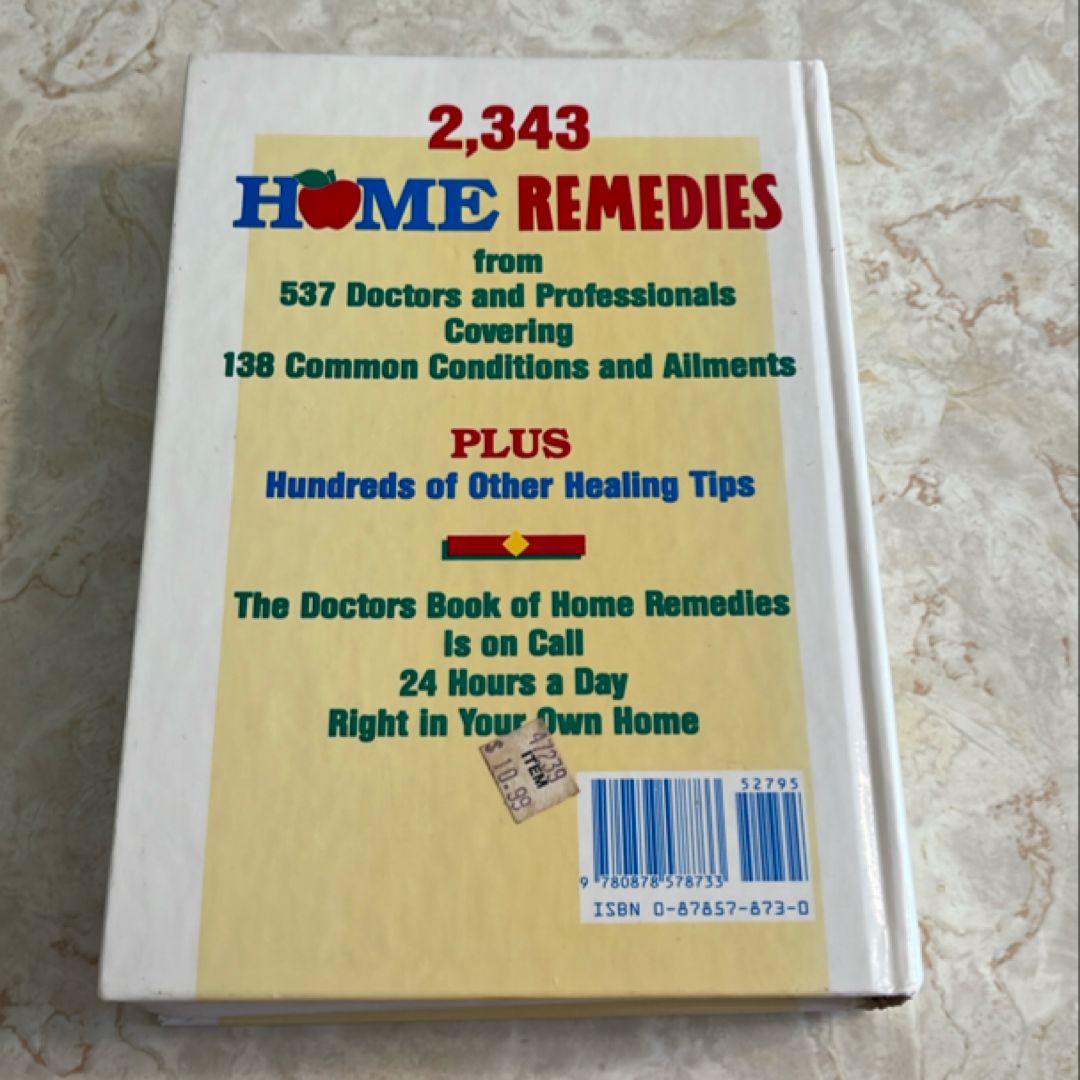 2,343
HOME REMEDIES
from
537 Doctors and Professionals
Covering
138 Common Conditions and Ailments
PLUS
Hundreds of Other Healing Tips
The Doctors Book of Home Remedies
Is on Call
24 Hours a Day
Right in Your Own Home
47239
ITEM
$ 10.99
52795
9 780878 578733
ISBN 0-87857-873-0